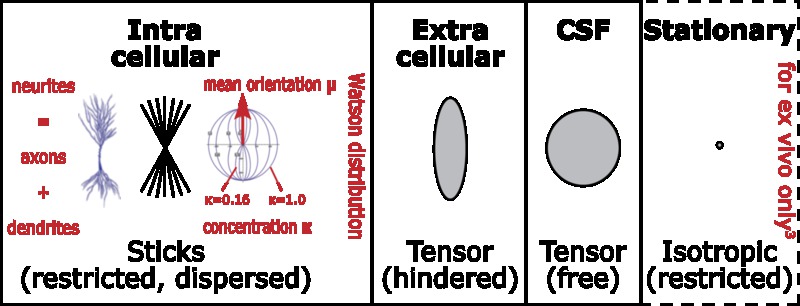 Intra
cellular
neurites
=
axons
+
dendrites
mean orientation μ
κ=0.16
κ=1.0
concentration κ
Watson distribution
Sticks
(restricted, dispersed)
Extra
cellular
Tensor
(hindered)
CSF
Tensor
(free)
Stationary
for ex vivo only³
Isotropic
(restricted)